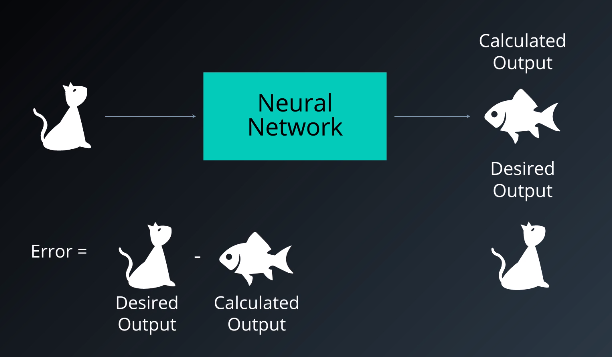 Calculated
Output
Neural
Network
Desired
Output
Error =
-
Desired
Output
Calculated
Output